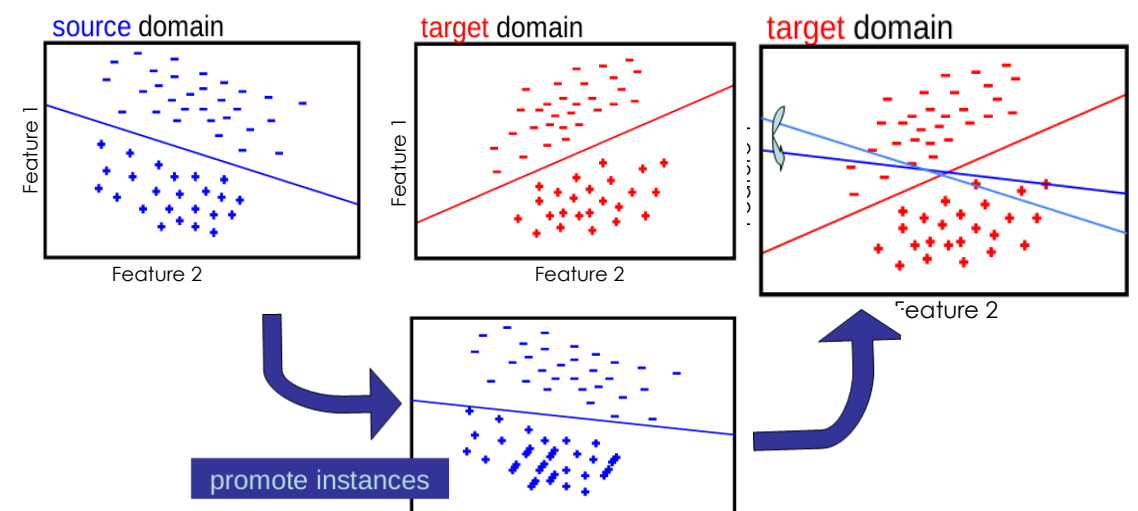 source domain
target domain
target domain
Feature 1
Feature 1
Feature 2
Feature 2
eature 2
promote instances